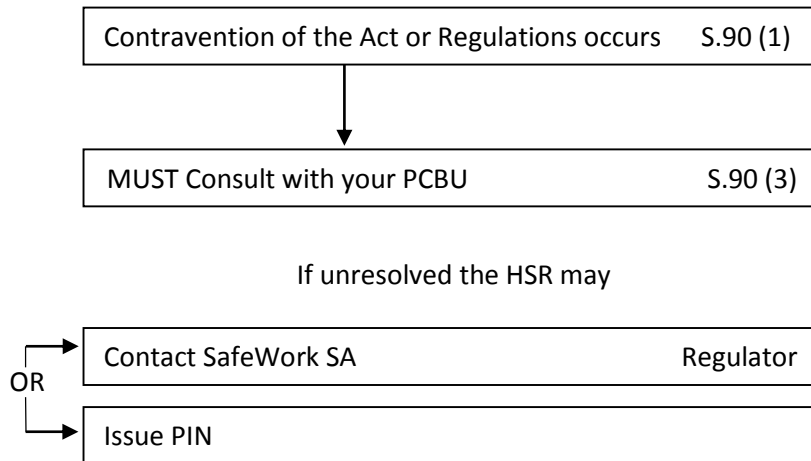 Contravention of the Act or Regulations occurs S.90 (1)
MUST Consult with your PCBU S.90 (3)
If unresolved the HSR may
Contact SafeWork SA Regulator
OR
Issue PIN